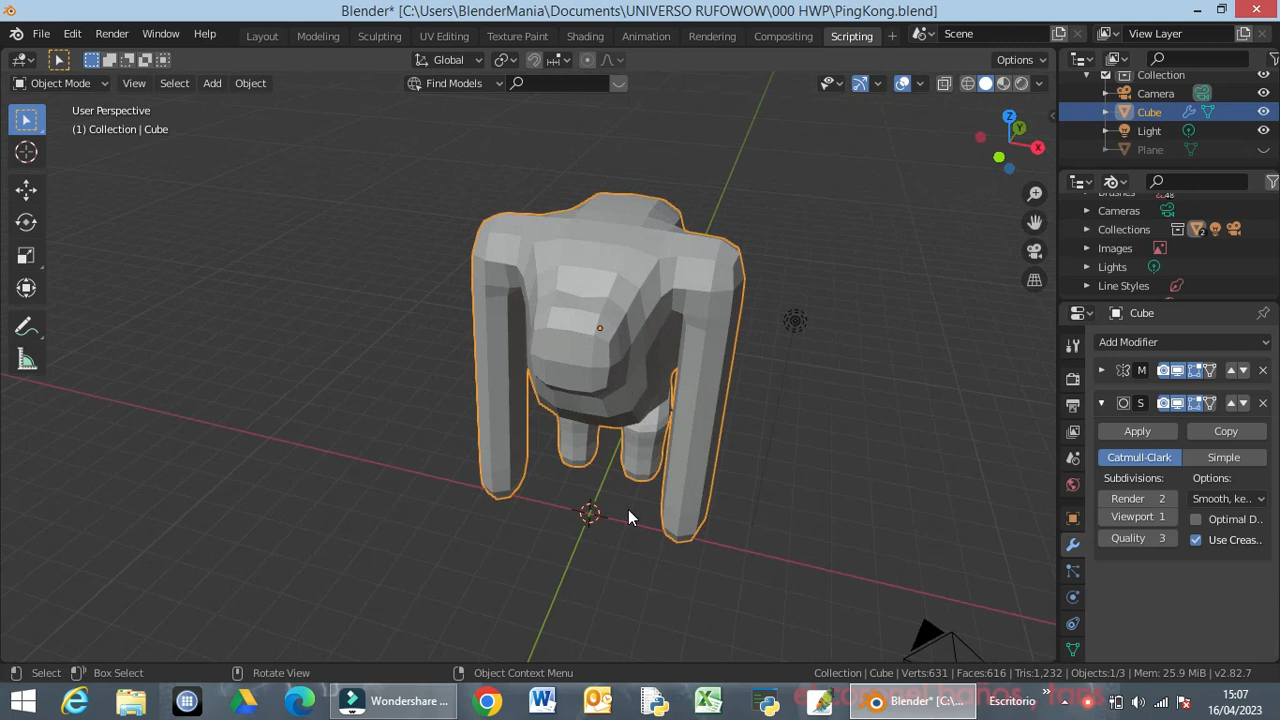 Blender* [C:\Users\BlenderMania\Documents\UNIVERSO RUFOWOW\000 HWP\PingKong.blend]
File Edit Render Window Help
Layout Modeling Sculpting UV Editing Texture Paint Shading Animation Rendering Compositing Scripting
Scene
View Layer
Global
Options
Object Mode View Select Add Object
Find Models
User Perspective
(1) Collection | Cube
Z
Y
X
Collection
Camera
Cube
Light
Plane
Cameras
Collections
2
Images
Lights
Line Styles
Cube
Add Modifier
M
S
Apply Copy
Catmull-Clark Simple
Subdivisions: Options:
Render 2 Smooth, ke..
Viewport 1 Optimal D..
Quality 3 Use Creas..
Select Box Select Rotate View Object Context Menu
Collection | Cube | Verts:631 | Faces:616 | Tris:1,232 | Objects:1/3 | Mem: 25.9 MiB | v2.82.7
Wondershare ...
Blender* [C:\...
Escritorio
15:07
16/04/2023